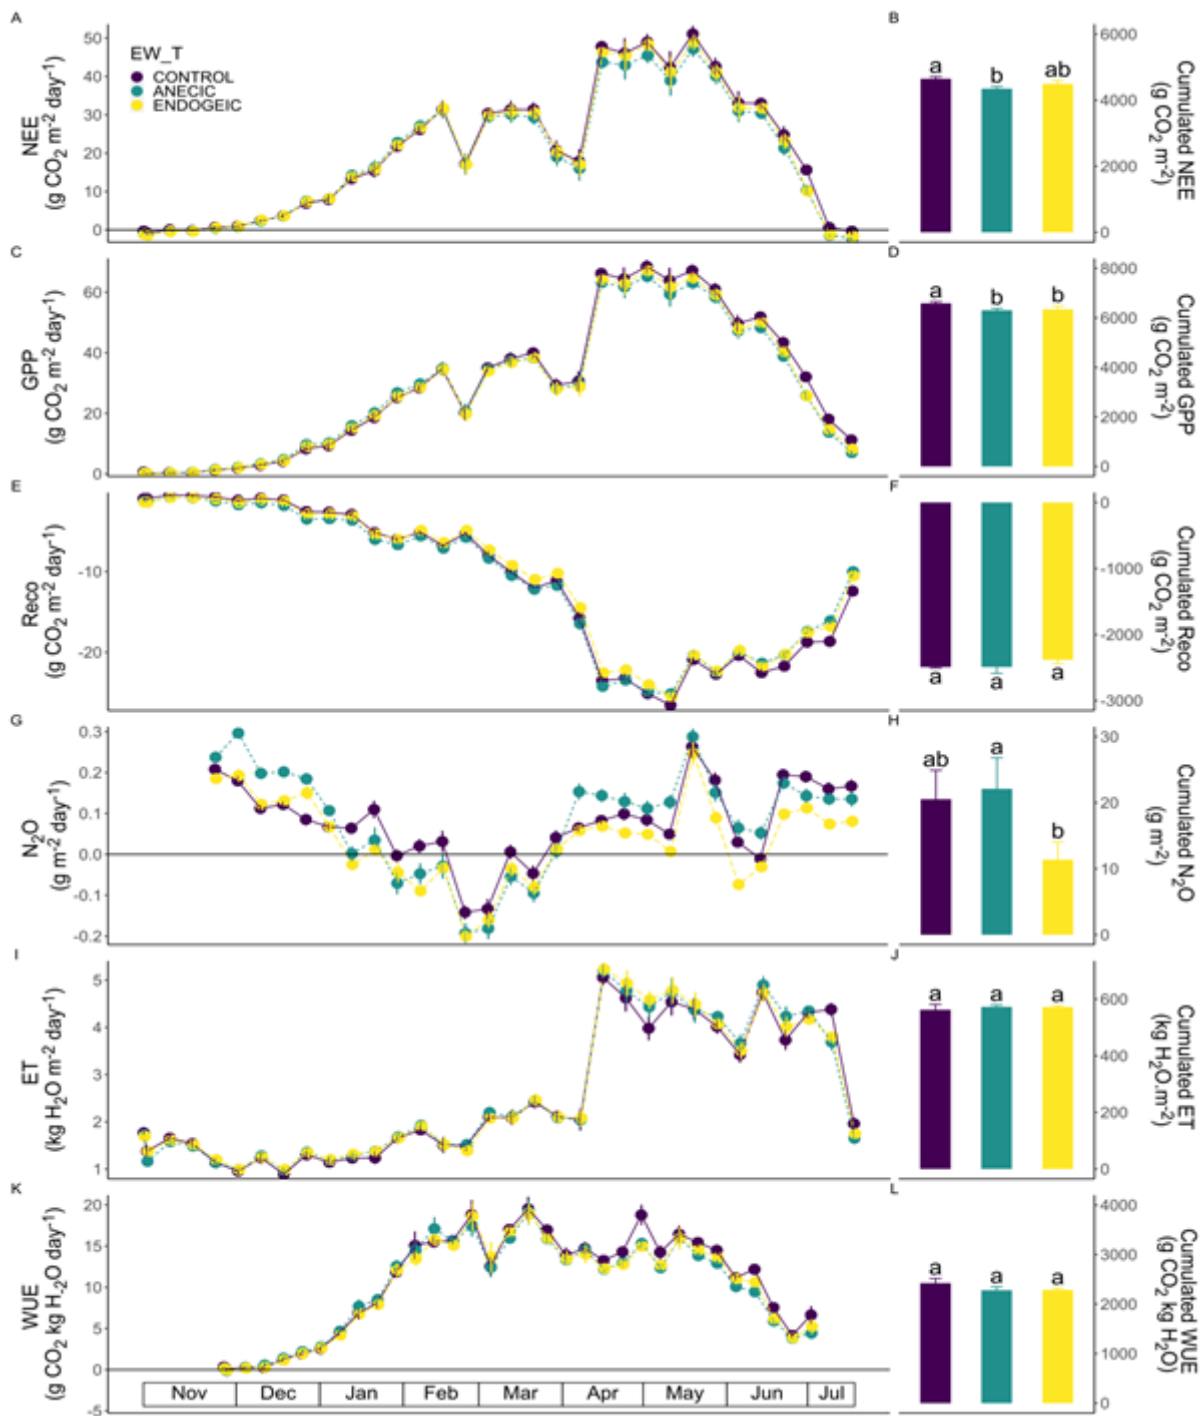 A
B
EW_T
CONTROL
ANECIC
ENDOGEIC
NEE
(g CO2 m-2 day-1)
50
40
30
20
10
0
a
b
ab
6000
4000
2000
0
Cumulated NEE
(g CO2 m-2)
C
D
GPP
(g CO2 m-2 day-1)
60
40
20
0
a
b
b
8000
6000
4000
2000
0
Cumulated GPP
(g CO2 m-2)
E
F
Reco
(g CO2 m-2 day-1)
-10
-20
a
a
a
0
-1000
-2000
-3000
Cumulated Reco
(g CO2 m-2)
G
H
N2O
(g m-2 day-1)
0.3
0.2
0.1
0.0
-0.1
-0.2
ab
a
b
30
20
10
0
Cumulated N2O
(g m-2)
I
J
ET
(kg H2O m-2 day-1)
5
4
3
2
1
a
a
a
600
400
200
0
Cumulated ET
(kg H2O.m-2)
K
L
WUE
(g CO2 kg H2O day-1)
20
15
10
5
0
-5
Nov Dec Jan Feb Mar Apr May Jun Jul
a
a
a
4000
3000
2000
1000
0
Cumulated WUE
(g CO2 kg H2O)